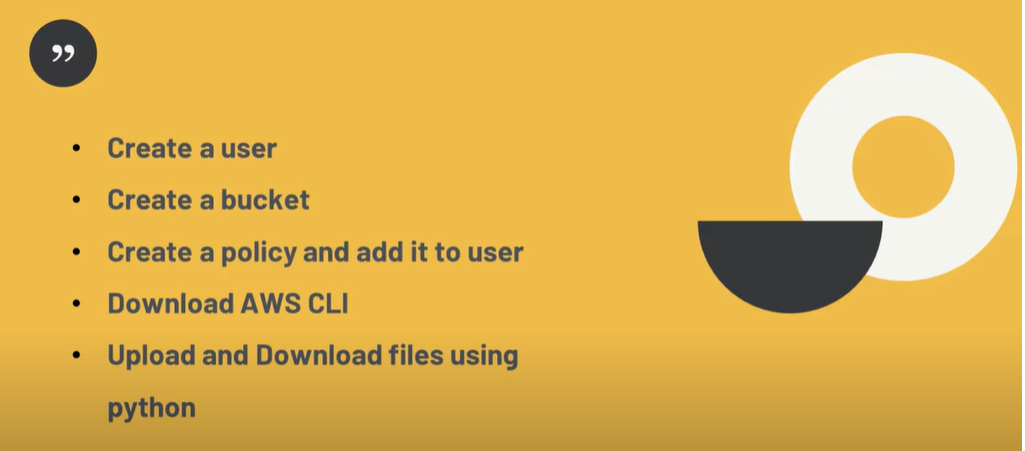 ”
• Create a user
• Create a bucket
• Create a policy and add it to user
• Download AWS CLI
• Upload and Download files using
python